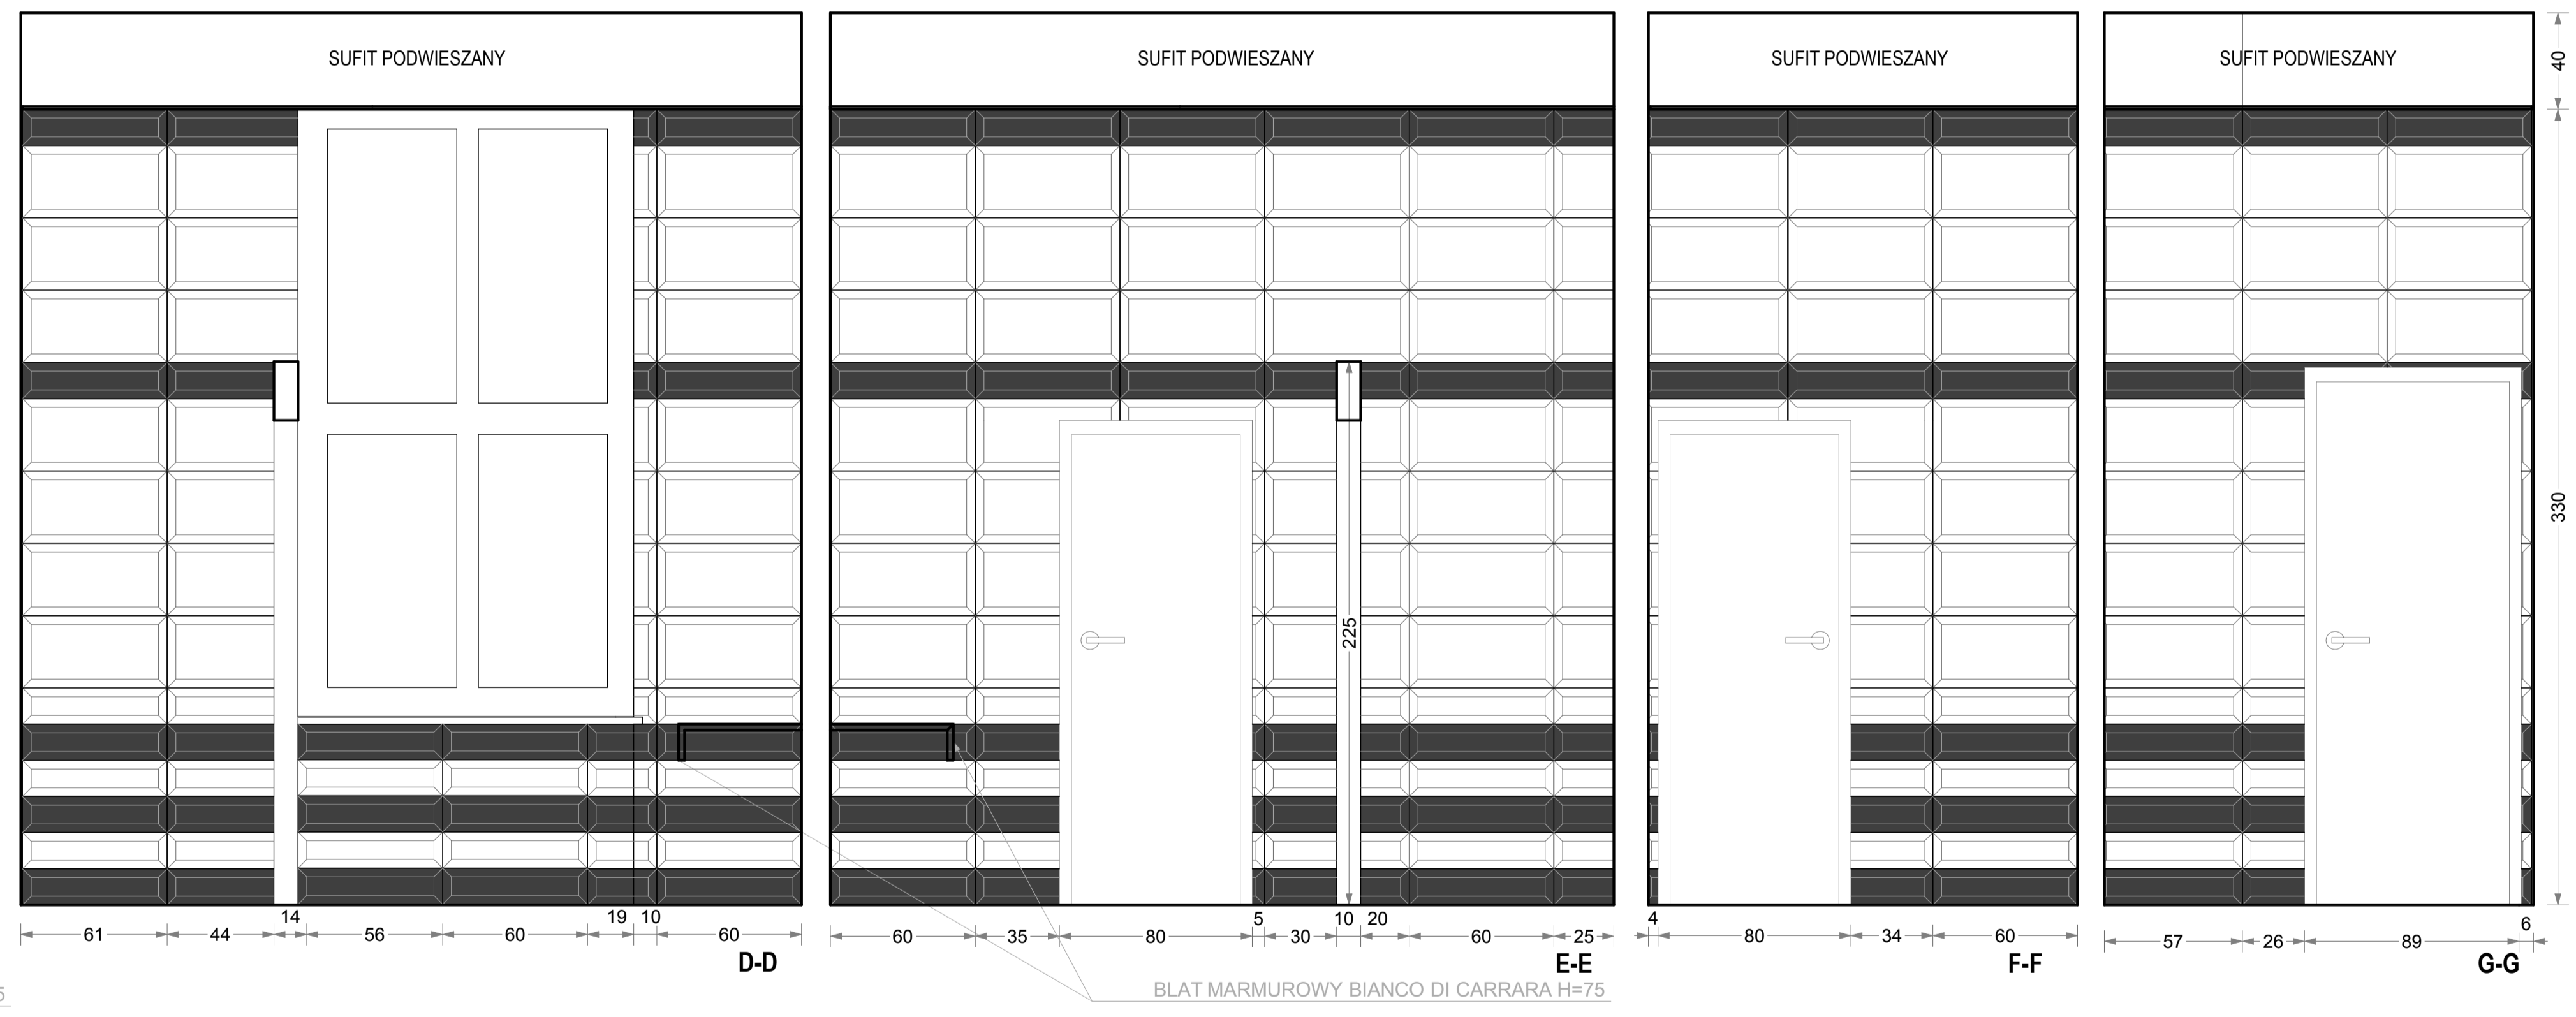 SUFIT PODWIESZANY
SUFIT PODWIESZANY
SUFIT PODWIESZANY
SUFIT PODWIESZANY
40
330
225
14 19 10
61 44 56 60 60
D-D
5 10 20
60 35 80 30 60 25
E-E
4
80 34 60
F-F
6
57 26 89
G-G
BLAT MARMUROWY BIANCO DI CARRARA H=75